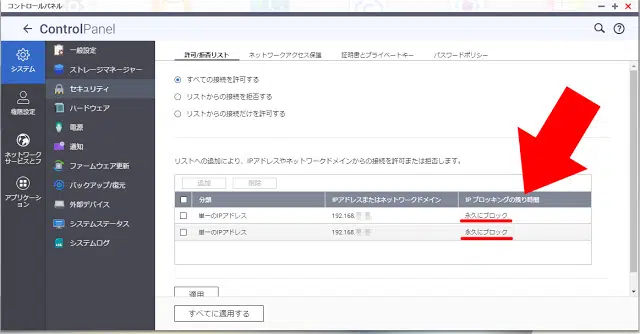 コントロールパネル
ControlPanel
システム
権限設定
ネットワーク
サービスとフ
アプリケーシ
ョン
一般設定
ストレージマネージャー
セキュリティ
ハードウェア
電源
通知
ファームウェア更新
バックアップ/復元
外部デバイス
システムステータス
システムログ
許可/拒否リスト ネットワークアクセス保護 証明書とプライベートキー パスワードポリシー
すべての接続を許可する
リストからの接続を拒否する
リストからの接続だけを許可する
リストへの追加により、IPアドレスやネットワークドメインからの接続を許可または拒否します。
追加 削除
分類 IPアドレスまたはネットワークドメイン IP ブロッキングの残り時間
単一のIPアドレス 192.168. 永久にブロック
単一のIPアドレス 192.168. 永久にブロック
適用
すべてに適用する